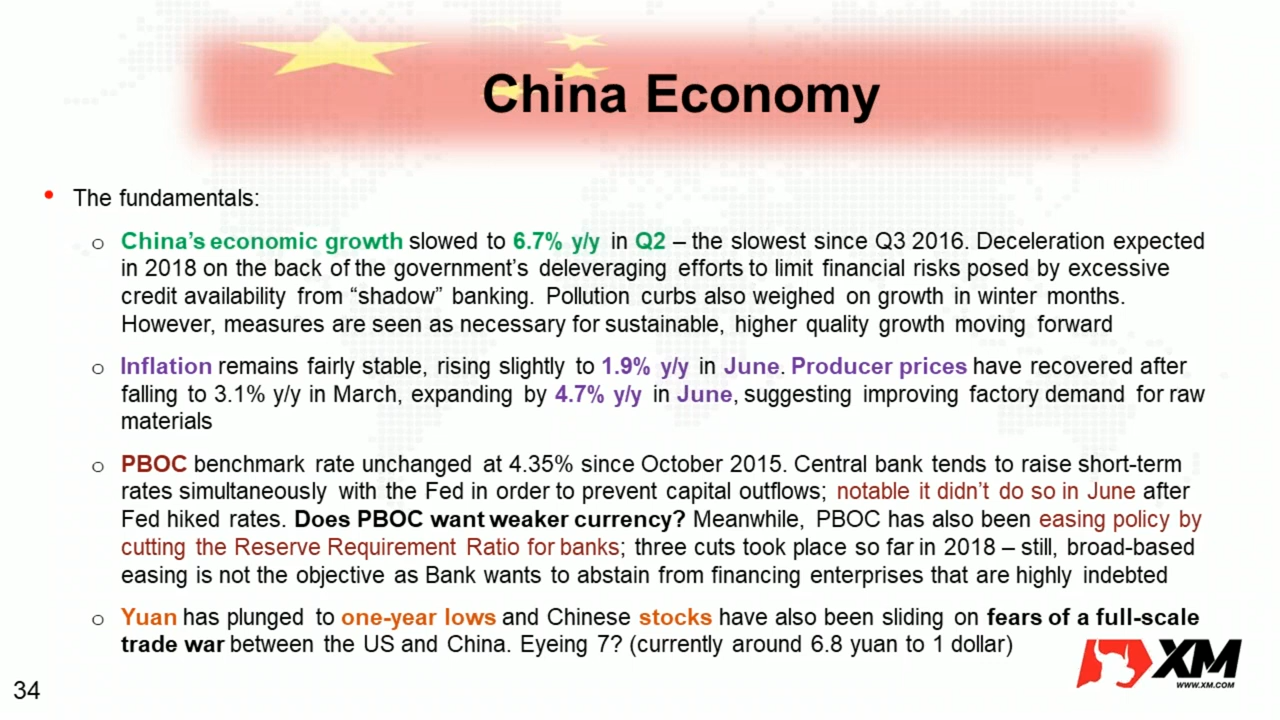 China Economy
• The fundamentals:
o China’s economic growth slowed to 6.7% y/y in Q2 – the slowest since Q3 2016. Deceleration expected
in 2018 on the back of the government’s deleveraging efforts to limit financial risks posed by excessive
credit availability from “shadow” banking. Pollution curbs also weighed on growth in winter months.
However, measures are seen as necessary for sustainable, higher quality growth moving forward
o Inflation remains fairly stable, rising slightly to 1.9% y/y in June. Producer prices have recovered after
falling to 3.1% y/y in March, expanding by 4.7% y/y in June, suggesting improving factory demand for raw
materials
o PBOC benchmark rate unchanged at 4.35% since October 2015. Central bank tends to raise short-term
rates simultaneously with the Fed in order to prevent capital outflows; notable it didn’t do so in June after
Fed hiked rates. Does PBOC want weaker currency? Meanwhile, PBOC has also been easing policy by
cutting the Reserve Requirement Ratio for banks; three cuts took place so far in 2018 – still, broad-based
easing is not the objective as Bank wants to abstain from financing enterprises that are highly indebted
o Yuan has plunged to one-year lows and Chinese stocks have also been sliding on fears of a full-scale
trade war between the US and China. Eyeing 7? (currently around 6.8 yuan to 1 dollar)
XM
WWW.XM.COM
34